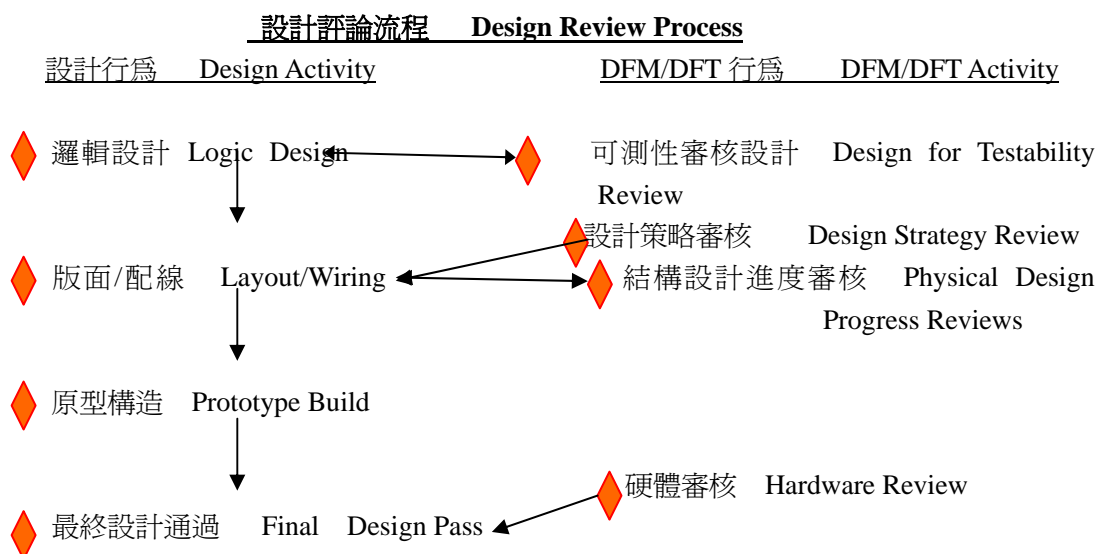 設計評論流程 Design Review Process
設計行爲 Design Activity DFM/DFT 行爲 DFM/DFT Activity
邏輯設計 Logic Design 可測性審核設計 Design for Testability
Review
設計策略審核 Design Strategy Review
版面/配線 Layout/Wiring 結構設計進度審核 Physical Design
Progress Reviews
原型構造 Prototype Build
硬體審核 Hardware Review
最終設計通過 Final Design Pass